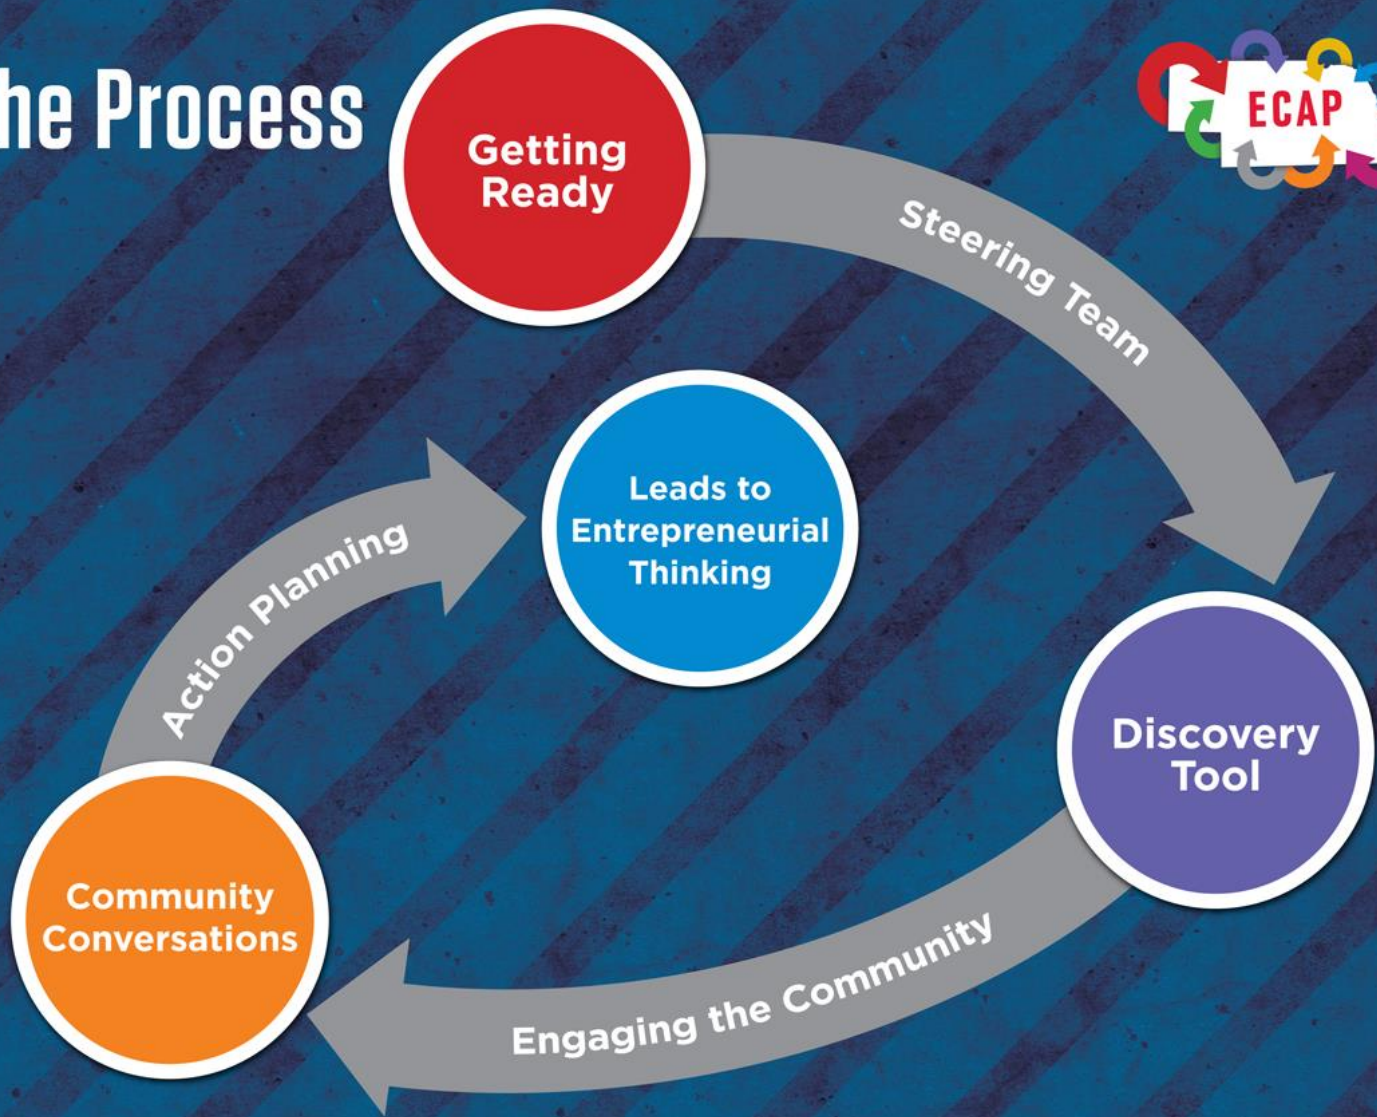 he Process
ECAP
Getting
Ready
Steering Team
Leads to
Entrepreneurial
Thinking
Action Planning
Discovery
Tool
Community
Conversations
Engaging the Community